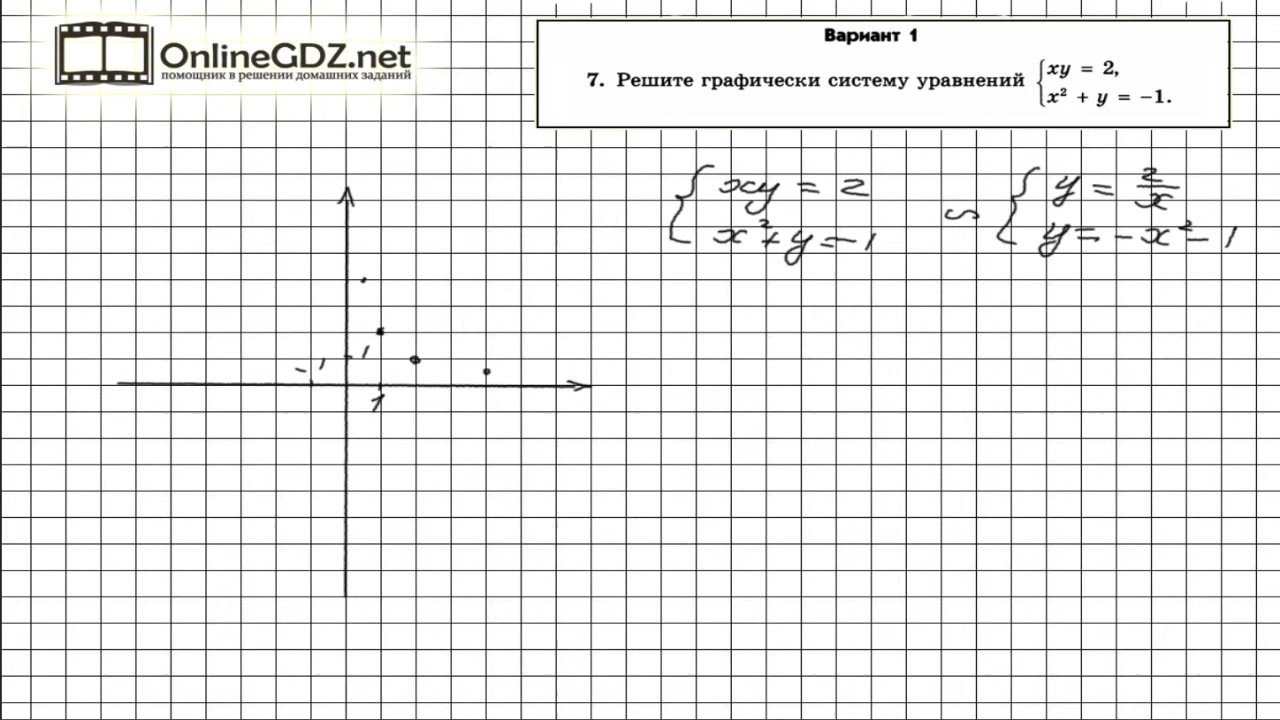 OnlineGDZ.net
помощник в решении домашних заданий
Вариант 1
7. Решите графически систему уравнений { xy = 2,
x² + y = −1.
{ xy = 2
x² + y = −1
∽ { y = 2/x
y = −x² − 1
−1
1
1